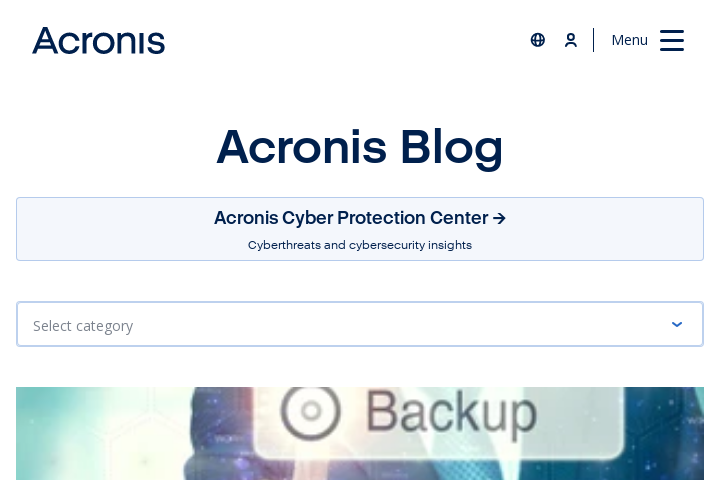 Acronis
Menu
Acronis Blog
Acronis Cyber Protection Center →
Cyberthreats and cybersecurity insights
Select category
Backup